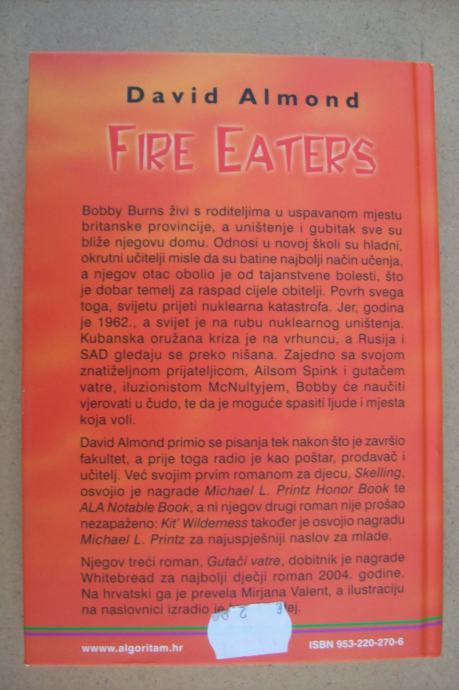 David Almond
FIRE EATERS
Bobby Burns živi s roditeljima u uspavanom mjestu
britanske provincije, a uništenje i gubitak sve su
bliže njegovu domu. Odnosi u novoj školi su hladni,
okrutni učitelji misle da su batine najbolji način učenja,
a njegov otac obolio je od tajanstvene bolesti, što
je dobar temelj za raspad cijele obitelji. Povrh svega
toga, svijetu prijeti nuklearna katastrofa. Jer, godina
je 1962., a svijet je na rubu nuklearnog uništenja.
Kubanska oružana kriza je na vrhuncu, a Rusija i
SAD gledaju se preko nišana. Zajedno sa svojom
znatiželjnom prijateljicom, Ailsom Spink i gutačem
vatre, iluzionistom McNultyjem, Bobby će naučiti
vjerovati u čudo, te da je moguće spasiti ljude i mjesta
koja voli.
David Almond primio se pisanja tek nakon što je završio
fakultet, a prije toga radio je kao poštar, prodavač i
učitelj. Već svojim prvim romanom za djecu, Skelling,
osvojio je nagrade Michael L. Printz Honor Book te
ALA Notable Book, a ni njegov drugi roman nije prošao
nezapaženo: Kit' Wilderness također je osvojio nagradu
Michael L. Printz za najuspješniji naslov za mlade.
Njegov treći roman, Gutači vatre, dobitnik je nagrade
Whitebread za najbolji dječji roman 2004. godine.
Na hrvatski ga je prevela Mirjana Valent, a ilustraciju
na naslovnici izradio je
www.algoritam.hr
ISBN 953-220-270-6